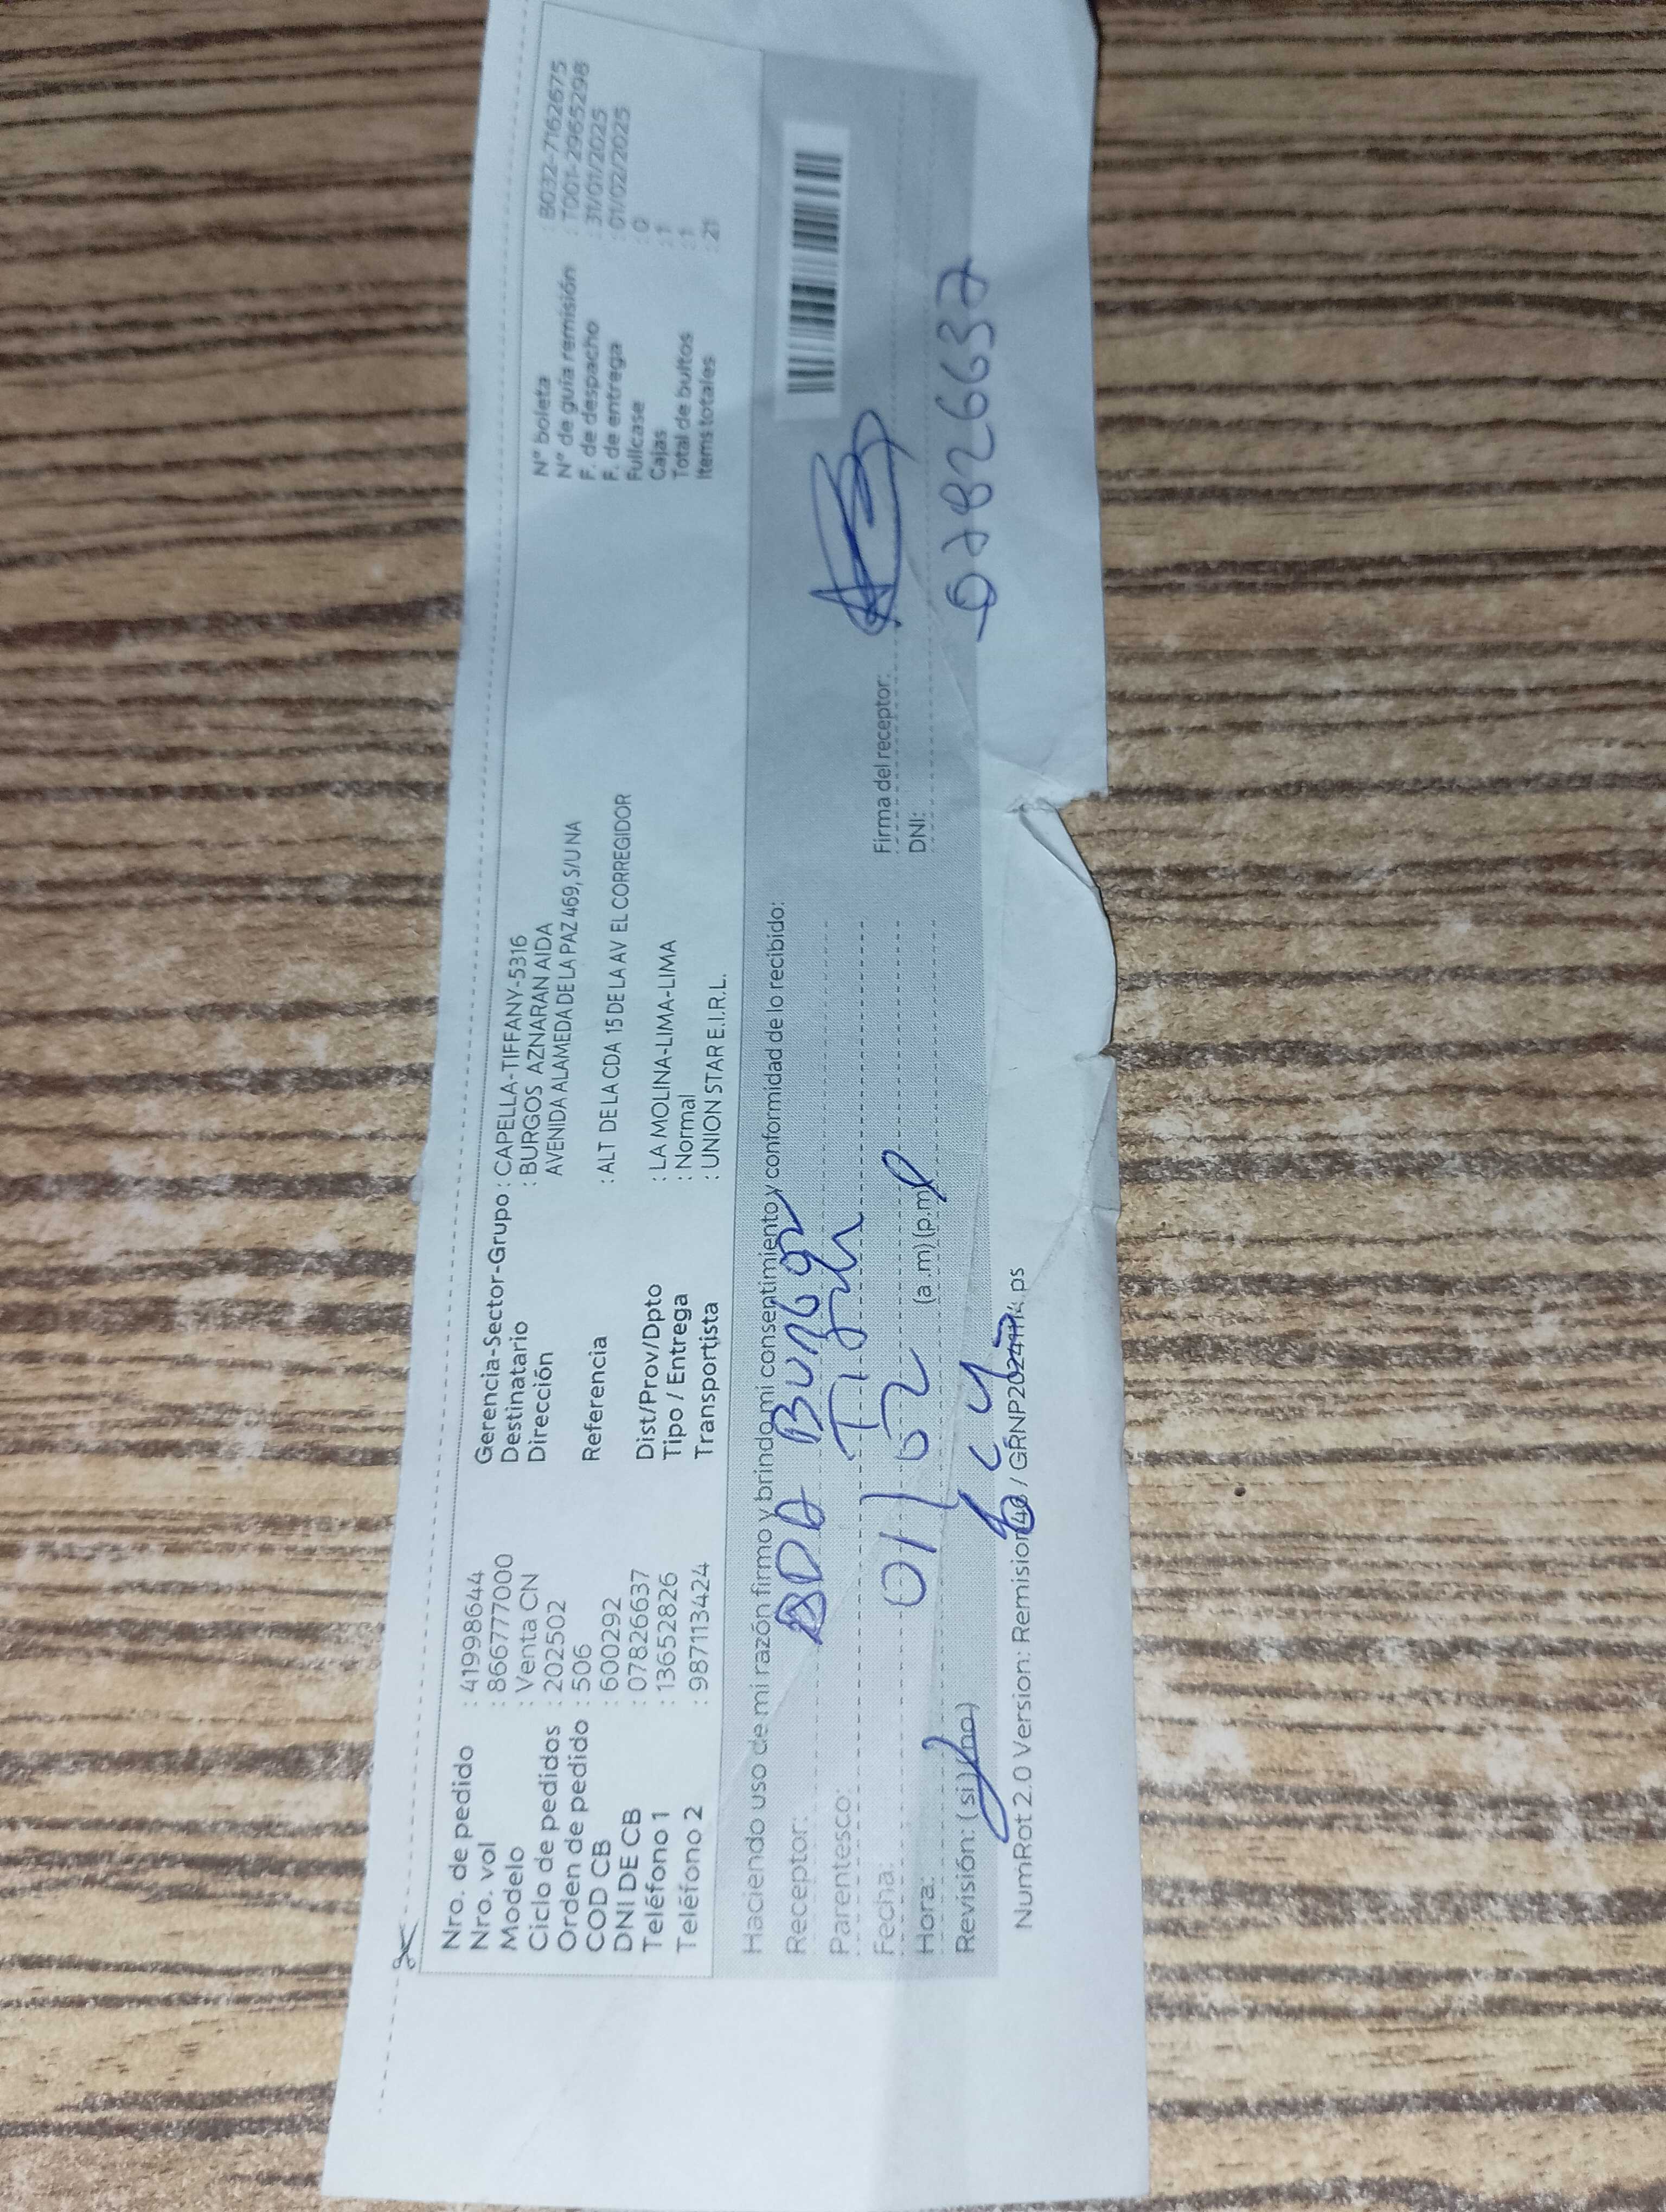 Nro. de pedido : 41998644
Nro. vol : 866777000
Modelo : Venta CN
Ciclo de pedidos : 202502
Orden de pedido : 506
COD CB : 600292
DNI DE CB : 07826637
Teléfono 1 : 13652826
Teléfono 2 : 987113424
Gerencia-Sector-Grupo : CAPELLA-TIFFANY-5316
Destinatario : BURGOS AZNARAN AIDA
Dirección AVENIDA ALAMEDA DE LA PAZ 469, S/U NA
Referencia : ALT DE LA CDA 15 DE LA AV EL CORREGIDOR
Dist/Prov/Dpto : LA MOLINA-LIMA-LIMA
Tipo / Entrega : Normal
Transportista : UNION STAR E.I.R.L.
N° boleta : B032-7162675
N° de guía remisión : T001-29655298
F. de despacho : 31/01/2025
F. de entrega : 01/02/2025
Fullcase : 0
Cajas : 1
Total de bultos : 1
Items totales : 21
Haciendo uso de mi razón firmo y brindo mi consentimiento y conformidad de lo recibido:
Receptor:
Parentesco:
Fecha: 01/02
Hora: (a.m) (p.m)
Revisión: (si) (no)
Firma del receptor:
DNI: 07826637
NumRot 2.0 Version: Remision